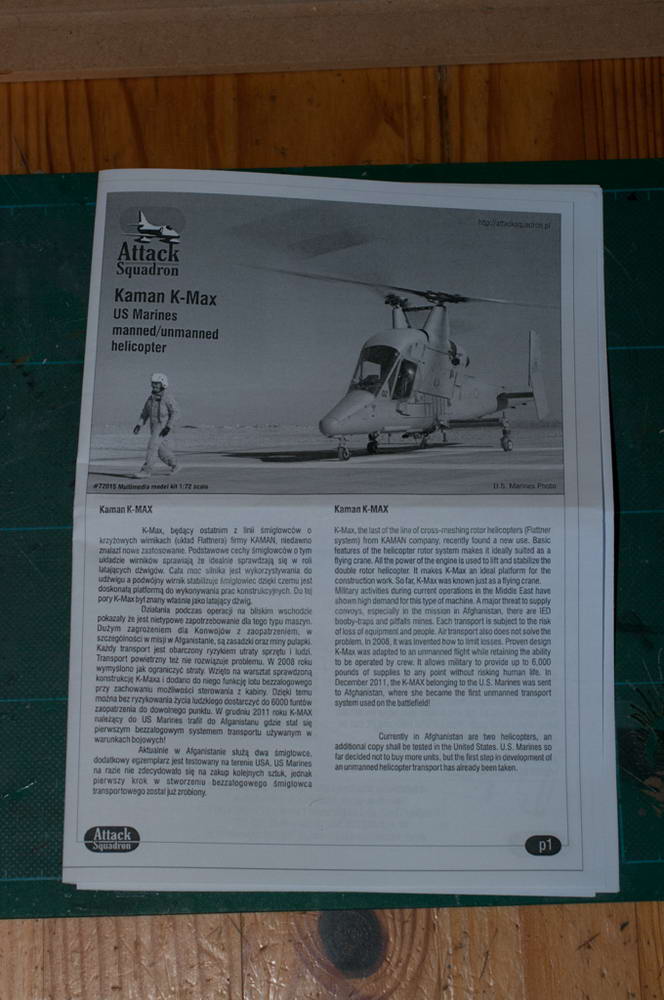 http://attacksquadron.pl
Attack
Squadron
Kaman K-Max
US Marines
manned/unmanned
helicopter
#72015 Multimedia model kit 1:72 scale
U.S. Marines Photo
Kaman K-MAX
K-Max, będący ostatnim z linii śmigłowców o
krzyżowych wirnikach (układ Flattnera) firmy KAMAN, niedawno
znalazł nowe zastosowanie. Podstawowe cechy śmigłowców o tym
układzie wirników sprawiają że idealnie sprawdzają się w roli
latających dźwigów. Cała moc silnika jest wykorzystywania do
udźwigu a podwójny wirnik stabilizuje śmigłowiec dzięki czemu jest
doskonałą platformą do wykonywania prac konstrukcyjnych. Do tej
pory K-Max był znany właśnie jako latający dźwig.
Działania podczas operacji na bliskim wschodzie
pokazały że jest nietypowe zapotrzebowanie dla tego typu maszyn.
Dużym zagrożeniem dla Konwojów z zaopatrzeniem, w
szczególności w misji w Afganistanie, są zasadzki oraz miny pułapki.
Każdy transport jest obarczony ryzykiem utraty sprzętu i ludzi.
Transport powietrzny też nie rozwiązuje problemu. W 2008 roku
wymyślono jak ograniczyć straty. Wzięto na warsztat sprawdzoną
konstrukcję K-Maxa i dodano do niego funkcję lotu bezzałogowego
przy zachowaniu możliwości sterowania z kabiny. Dzięki temu
można bez ryzykowania życia ludzkiego dostarczyć do 6000 funtów
zaopatrzenia do dowolnego punktu. W grudniu 2011 roku K-MAX
należący do US Marines trafił do Afganistanu gdzie stał się
pierwszym bezzałogowym systemem transportu używanym w
warunkach bojowych!
Aktualnie w Afganistanie służą dwa śmigłowce,
dodatkowy egzemplarz jest testowany na terenie USA. US Marines
na razie nie zdecydowało się na zakup kolejnych sztuk, jednak
pierwszy krok w stworzeniu bezzałogowego śmigłowca
transportowego został już zrobiony.
Kaman K-MAX
K-Max, the last of the line of cross-meshing rotor helicopters (Flattner
system) from KAMAN company, recently found a new use. Basic
features of the helicopter rotor system makes it ideally suited as a
flying crane. All the power of the engine is used to lift and stabilize the
double rotor helicopter. It makes K-Max an ideal platform for the
construction work. So far, K-Max was known just as a flying crane.
Military activities during current operations in the Middle East have
shown high demand for this type of machine. A major threat to supply
convoys, especially in the mission in Afghanistan, there are IED
booby-traps and pitfalls mines. Each transport is subject to the risk
of loss of equipment and people. Air transport also does not solve the
problem. In 2008, it was invented how to limit losses. Proven design
K-Max was adapted to an unmanned flight while retaining the ability
to be operated by crew. It allows military to provide up to 6,000
pounds of supplies to any point without risking human life. In
December 2011, the K-MAX belonging to the U.S. Marines was sent
to Afghanistan, where she became the first unmanned transport
system used on the battlefield!
Currently in Afghanistan are two helicopters, an
additional copy shall be tested in the United States. U.S. Marines so
far decided not to buy more units, but the first step in development of
an unmanned helicopter transport has already been taken.
Attack
Squadron
p1